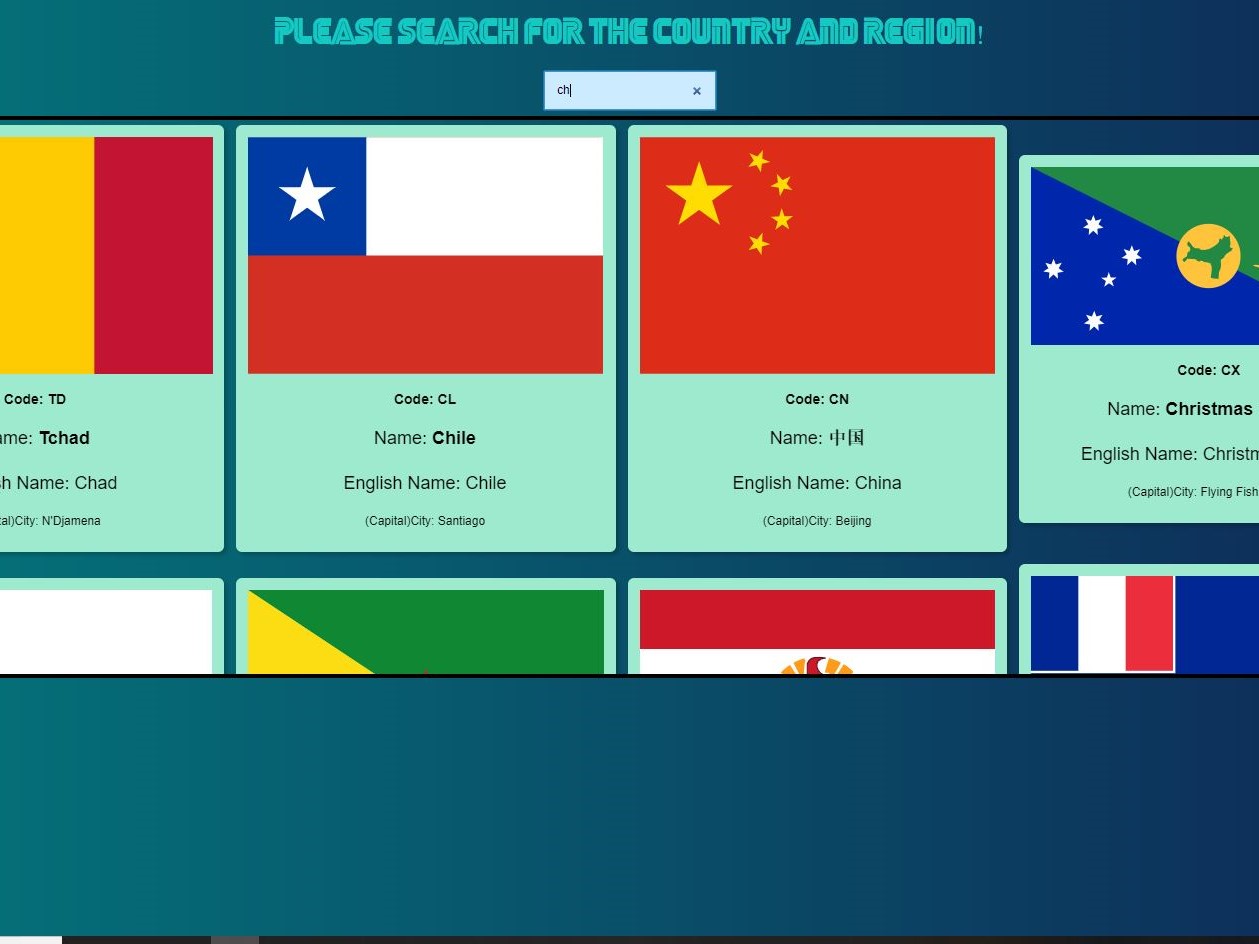 PLEASE SEARCH FOR THE COUNTRY AND REGION!
ch
×
Code: TD
ame: Tchad
sh Name: Chad
tal)City: N'Djamena
Code: CL
Name: Chile
English Name: Chile
(Capital)City: Santiago
Code: CN
Name: 中国
English Name: China
(Capital)City: Beijing
Code: CX
Name: Christmas
English Name: Christm
(Capital)City: Flying Fish